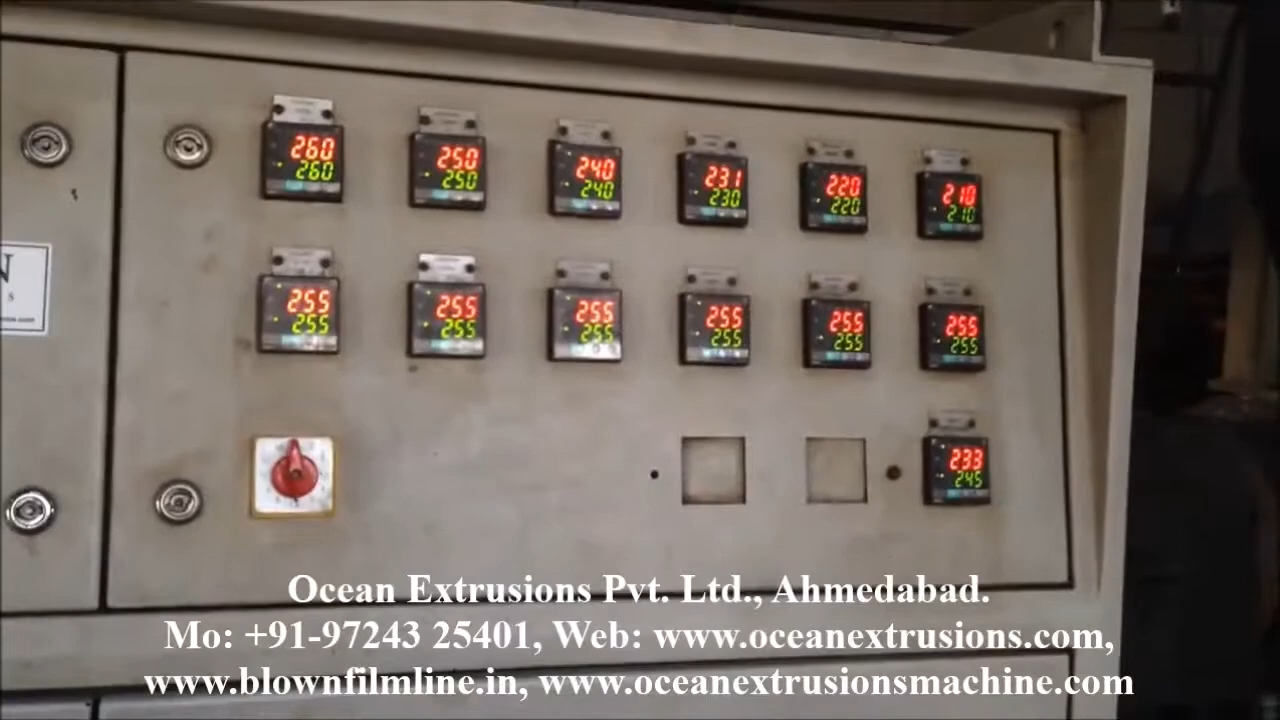 260 250 240 231 220 210
260 250 240 230 220 210
255 255 255 255 255 255
255 255 255 255 255 255
N
S
233
245
Ocean Extrusions Pvt. Ltd., Ahmedabad.
Mo: +91-97243 25401, Web: www.oceanextrusions.com,
www.blownfilmline.in, www.oceanextrusionsmachine.com